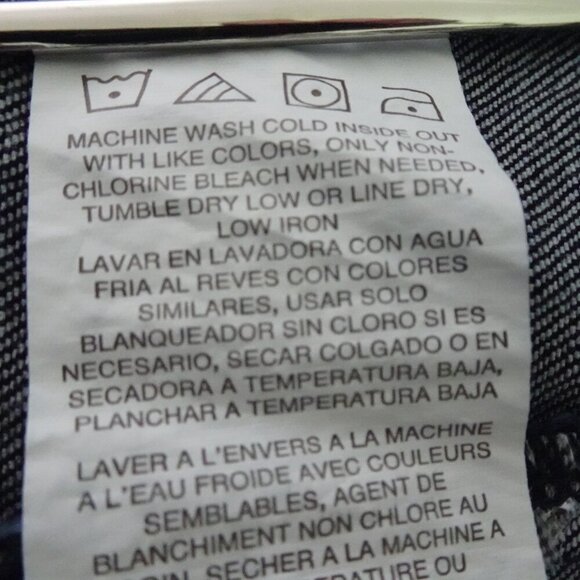 MACHINE WASH COLD INSIDE OUT
WITH LIKE COLORS, ONLY NON-
CHLORINE BLEACH WHEN NEEDED,
TUMBLE DRY LOW OR LINE DRY,
LOW IRON
LAVAR EN LAVADORA CON AGUA
FRIA AL REVES CON COLORES
SIMILARES, USAR SOLO
BLANQUEADOR SIN CLORO SI ES
NECESARIO, SECAR COLGADO O EN
SECADORA A TEMPERATURA BAJA,
PLANCHAR A TEMPERATURA BAJA
LAVER A L'ENVERS A LA MACHINE
A L'EAU FROIDE AVEC COULEURS
SEMBLABLES, AGENT DE
BLANCHIMENT NON CHLORE AU
SECHER A LA MACHINE A
OU